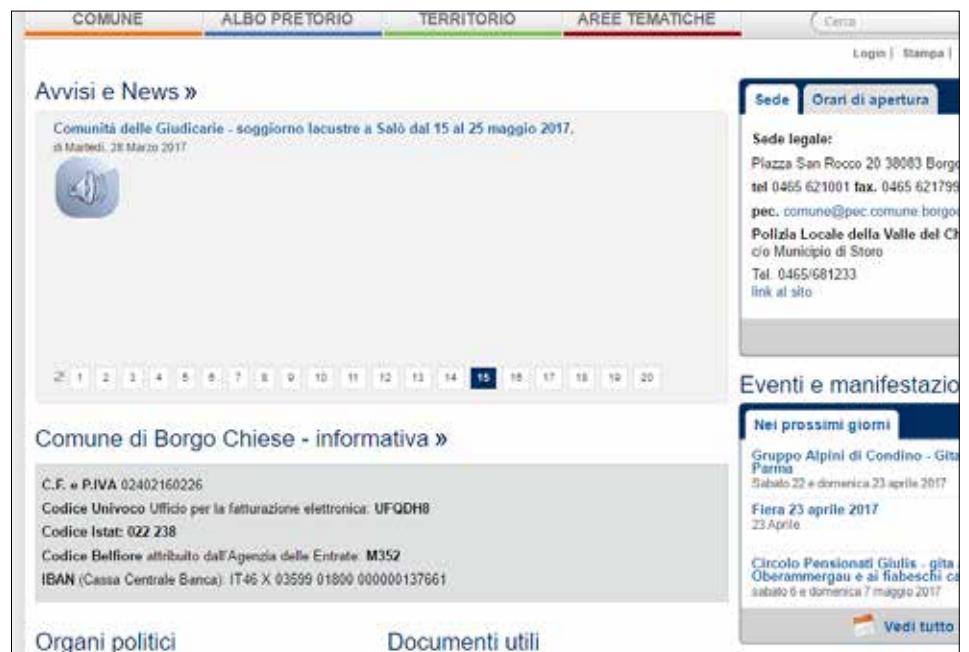 COMUNE
ALBO PRETORIO
TERRITORIO
AREE TEMATICHE
Cerca
Login | Stampa |
Avvisi e News »
Comunità delle Giudicarie - soggiorno lacustre a Salò dal 15 al 25 maggio 2017.
di Martedì, 28 Marzo 2017
1 2 3 4 5 6 7 8 9 10 11 12 13 14 15 16 17 18 19 20
Comune di Borgo Chiese - informativa »
C.F. e P.IVA 02402160226
Codice Univoco Ufficio per la fatturazione elettronica: UFQDH8
Codice Istat: 022 238
Codice Belfiore attribuito dall'Agenzia delle Entrate: M352
IBAN (Cassa Centrale Banca): IT46 X 03599 01800 000000137661
Organi politici
Documenti utili
Sede
Orari di apertura
Sede legale:
Piazza San Rocco 20 38083 Borgo
tel 0465 621001 fax. 0465 621799
pec. comune@pec.comune.borgo
Polizia Locale della Valle del Ch
c/o Municipio di Storo
Tel. 0465/681233
link al sito
Eventi e manifestazio
Nei prossimi giorni
Gruppo Alpini di Condino - Gita
Parma
Sabato 22 e domenica 23 aprile 2017
Fiera 23 aprile 2017
23 Aprile
Circolo Pensionati Giulis - gita
Oberammergau e ai fiabeschi ca
sabato 6 e domenica 7 maggio 2017
Vedi tutto